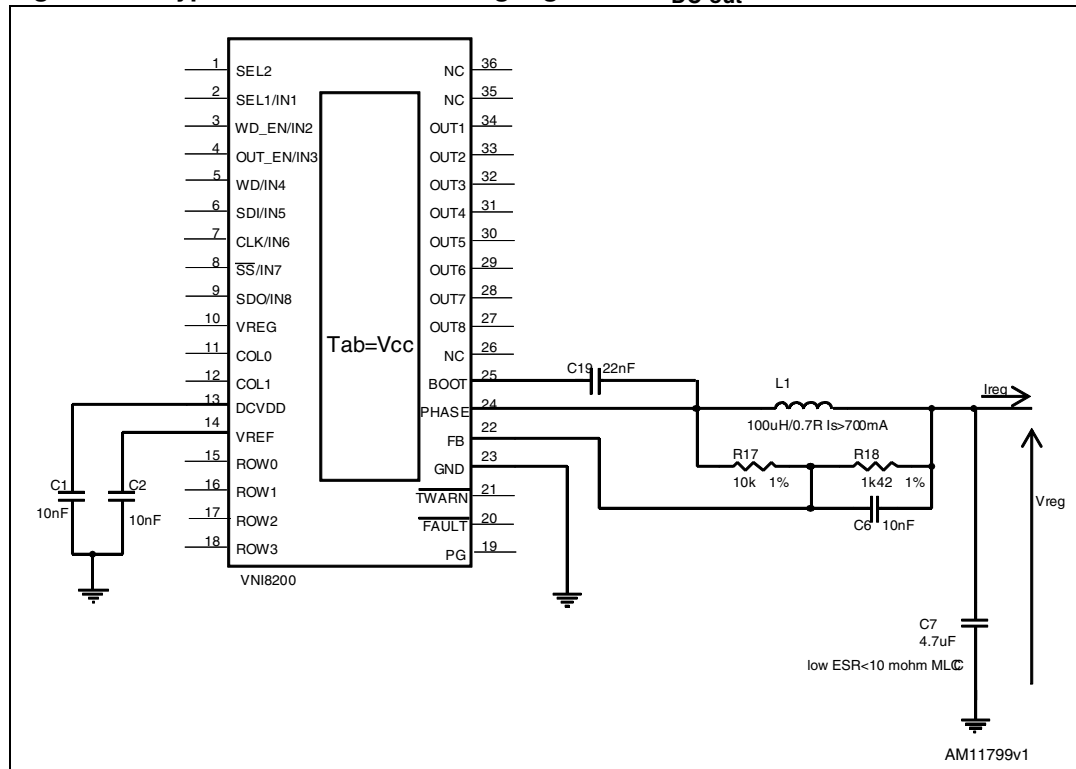 DC out
1 SEL2
2 SEL1/IN1
3 WD_EN/IN2
4 OUT_EN/IN3
5 WD/IN4
6 SDI/IN5
7 CLK/IN6
8 SS/IN7
9 SDO/IN8
10 VREG
11 COL0
12 COL1
13 DCVDD
14 VREF
15 ROW0
16 ROW1
17 ROW2
18 ROW3
Tab=Vcc
NC 36
NC 35
OUT1 34
OUT2 33
OUT3 32
OUT4 31
OUT5 30
OUT6 29
OUT7 28
OUT8 27
NC 26
BOOT 25
PHASE 24
FB 22
GND 23
TWARN 21
FAULT 20
PG 19
VNI8200
C1
10nF
C2
10nF
C19 22nF
L1
100uH/0.7R Is>700mA
Ireg
R17
10k 1%
R18
1k42 1%
C6 10nF
Vreg
C7
4.7uF
low ESR<10 mohm MLCC
AM11799v1